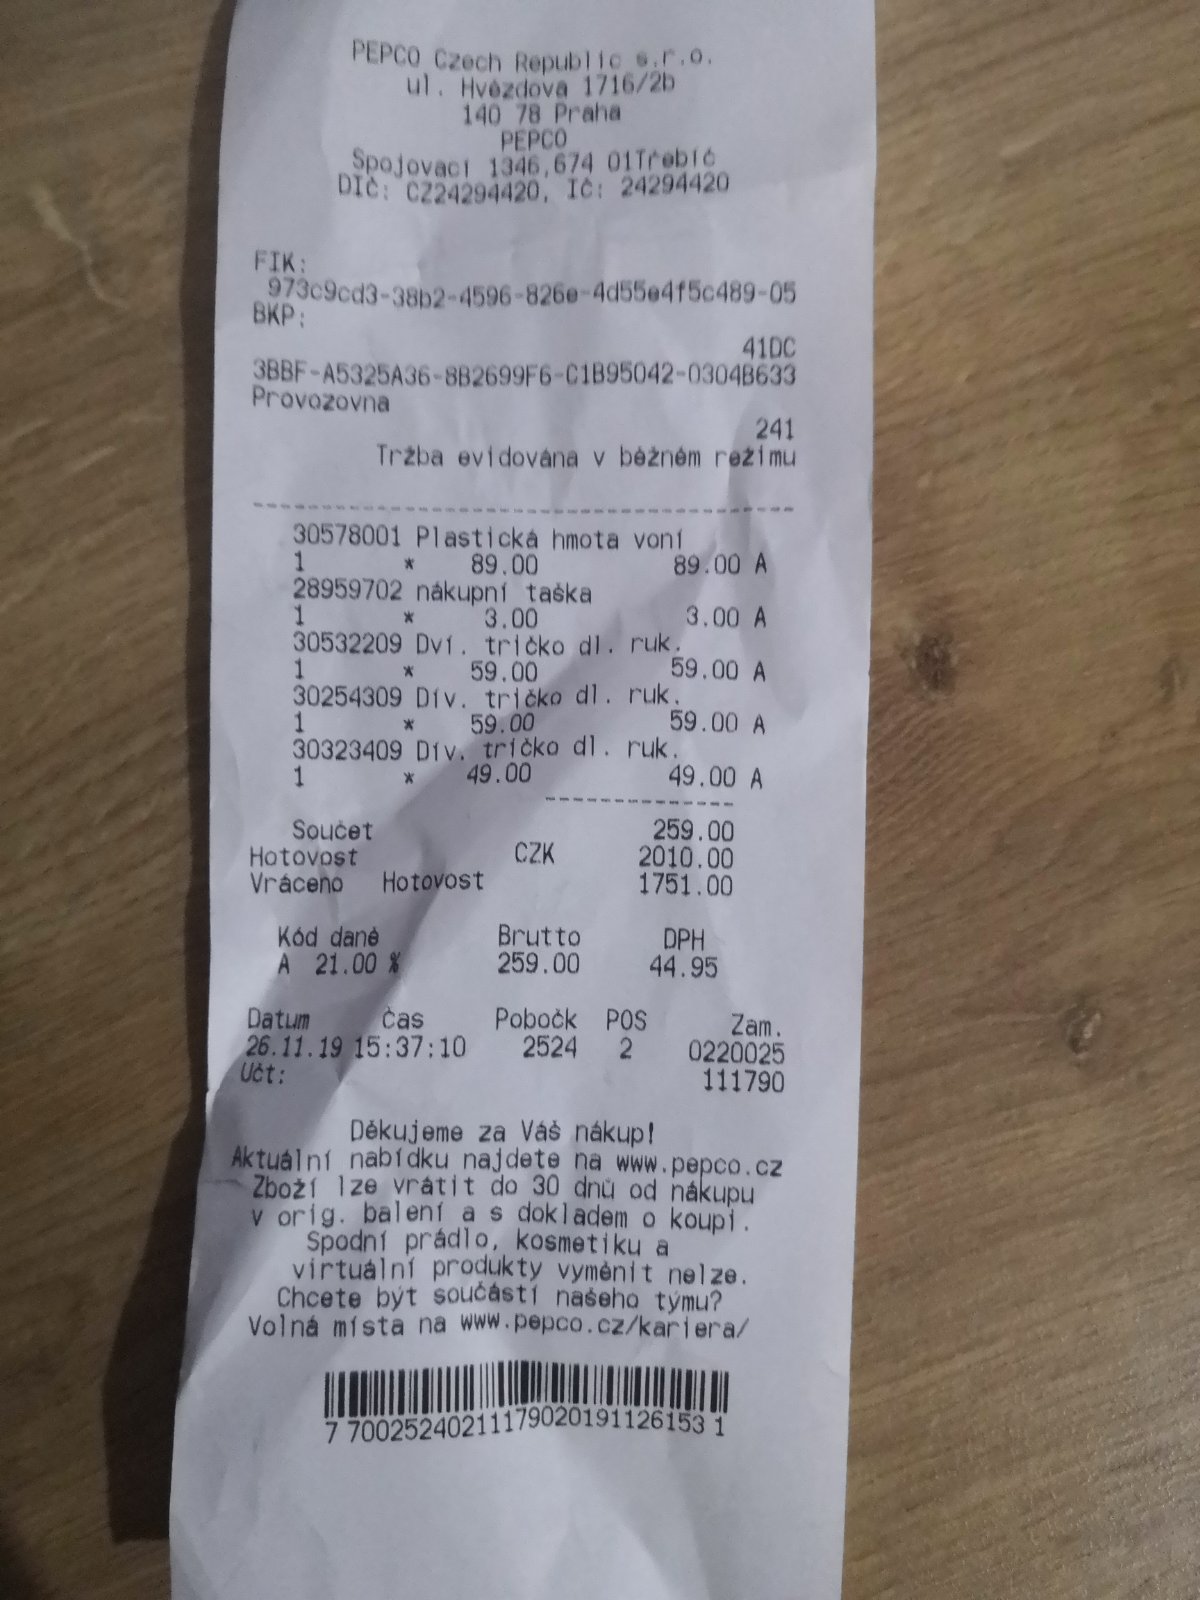 PEPCO Czech Republic s.r.o.
ul. Hvězdova 1716/2b
140 78 Praha
PEPCO
Spojovací 1346,674 01Třebíč
DIČ: CZ24294420, IČ: 24294420
FIK:
973c9cd3-38b2-4596-826e-4d55e4f5c489-05
BKP:
41DC
3BBF-A5325A36-8B2699F6-C1B95042-0304B633
Provozovna
241
Tržba evidována v běžném režimu
30578001 Plastická hmota voní
1 * 89.00 89.00 A
28959702 nákupní taška
1 * 3.00 3.00 A
30532209 Dví. tričko dl. ruk.
1 * 59.00 59.00 A
30254309 Dív. tričko dl. ruk.
1 * 59.00 59.00 A
30323409 Dív. tričko dl. ruk.
1 * 49.00 49.00 A
Součet 259.00
Hotovost CZK 2010.00
Vráceno Hotovost 1751.00
Kód daně Brutto DPH
A 21.00 % 259.00 44.95
Datum Čas Pobočk POS Zam.
26.11.19 15:37:10 2524 2 0220025
Účt: 111790
Děkujeme za Váš nákup!
Aktuální nabídku najdete na www.pepco.cz
Zboží lze vrátit do 30 dnů od nákupu
v orig. balení a s dokladem o koupi.
Spodní prádlo, kosmetiku a
virtuální produkty vyměnit nelze.
Chcete být součástí našeho týmu?
Volná místa na www.pepco.cz/kariera/
7 70025240211179020191126153 1